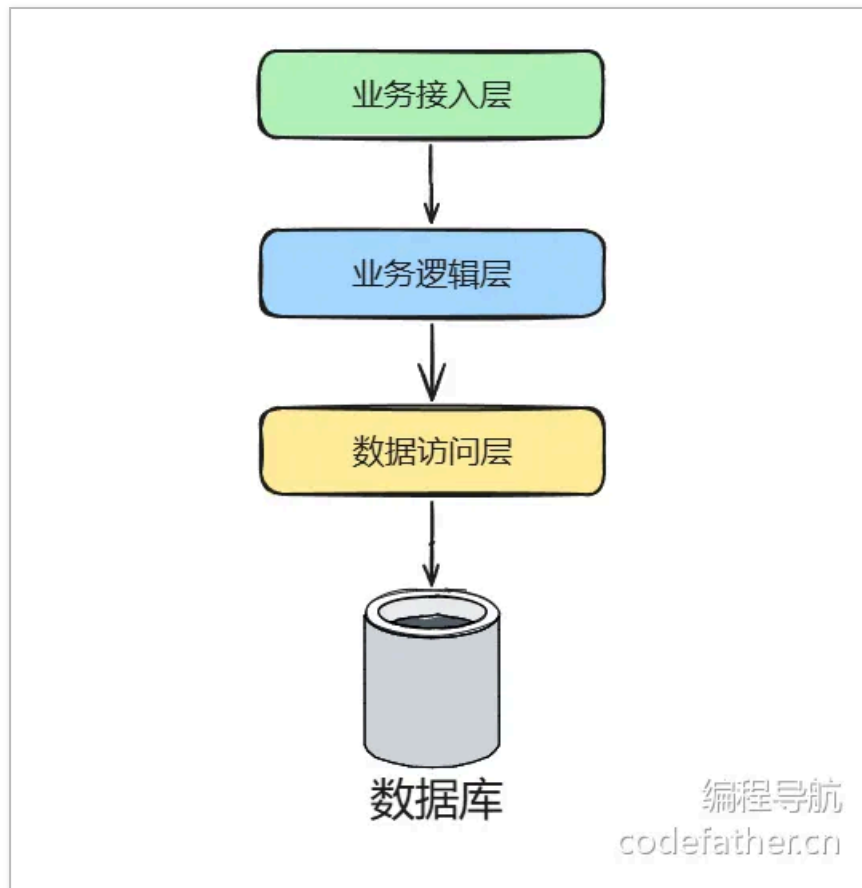 业务接入层
业务逻辑层
数据访问层
数据库
编程导航
codefather.cn